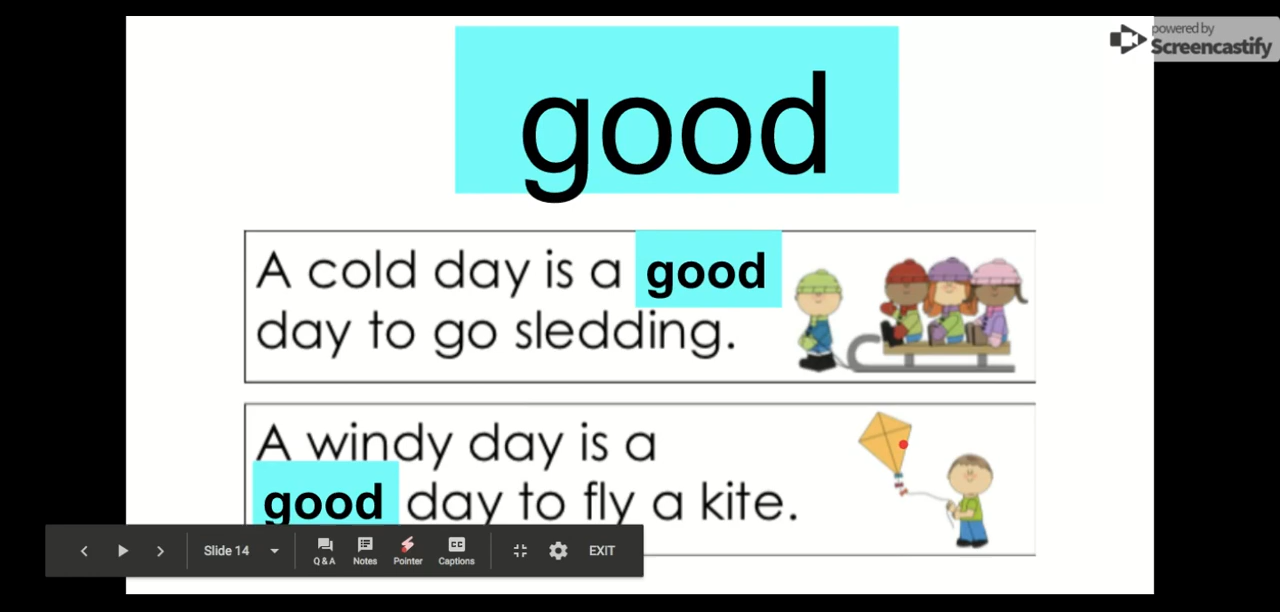 powered by
Screencastify
good
A cold day is a good
day to go sledding.
A windy day is a
good day to fly a kite.
Slide 14
Q & A Notes Pointer Captions EXIT